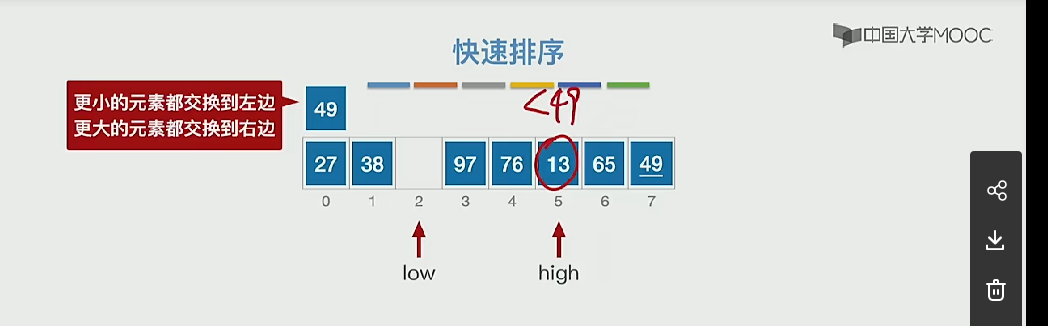 中国大学MOOC
快速排序
更小的元素都交换到左边
更大的元素都交换到右边
49
<49
27 38 97 76 13 65 49
0 1 2 3 4 5 6 7
low high